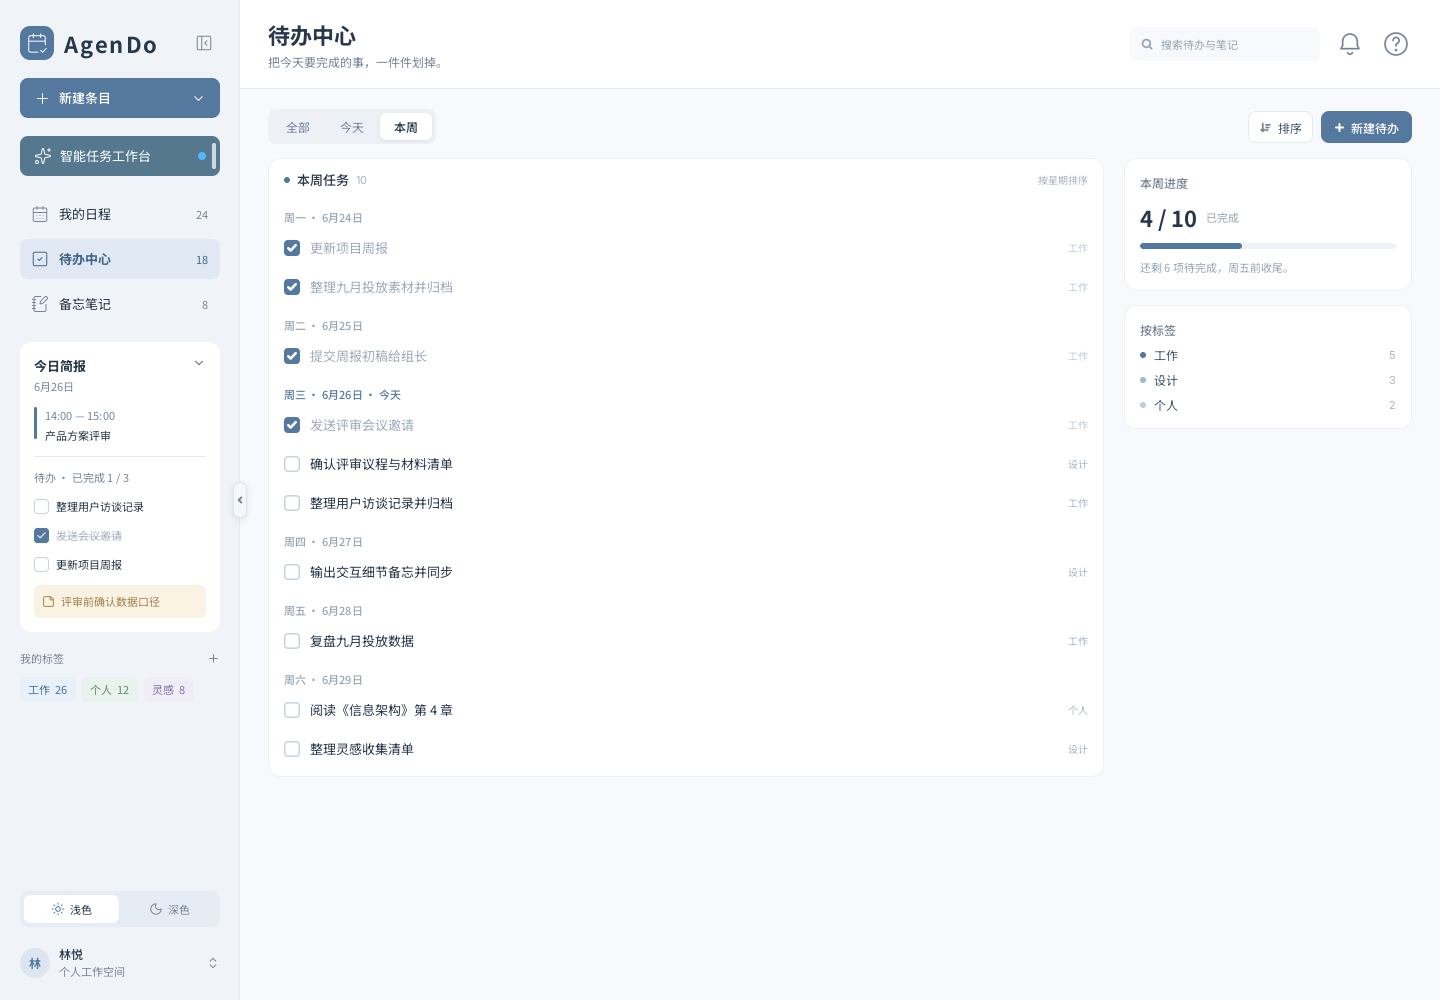 AgenDo
新建条目
智能任务工作台
我的日程 24
待办中心 18
备忘笔记 8
今日简报
6月26日
14:00 — 15:00
产品方案评审
待办 · 已完成 1 / 3
整理用户访谈记录
发送会议邀请
更新项目周报
评审前确认数据口径
我的标签
工作 26 个人 12 灵感 8
浅色 深色
林 林悦
个人工作空间
待办中心
把今天要完成的事，一件件划掉。
搜索待办与笔记
全部 今天 本周
排序 新建待办
本周任务 10 按星期排序
周一 · 6月24日
更新项目周报 工作
整理九月投放素材并归档 工作
周二 · 6月25日
提交周报初稿给组长 工作
周三 · 6月26日 · 今天
发送评审会议邀请 工作
确认评审议程与材料清单 设计
整理用户访谈记录并归档 工作
周四 · 6月27日
输出交互细节备忘并同步 设计
周五 · 6月28日
复盘九月投放数据 工作
周六 · 6月29日
阅读《信息架构》第 4 章 个人
整理灵感收集清单 设计
本周进度
4 / 10 已完成
还剩 6 项待完成，周五前收尾。
按标签
工作 5
设计 3
个人 2